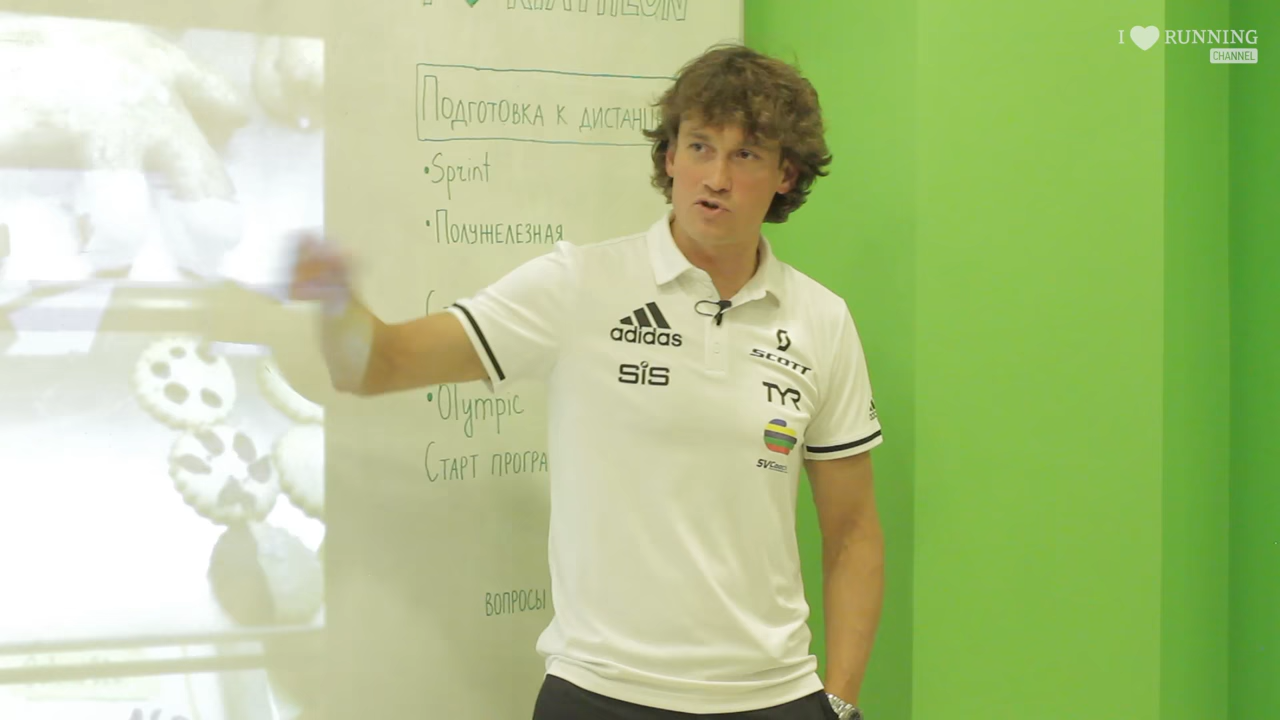 I ♥ RUNNING
CHANNEL
Подготовка к дистанц
•Sprint
•Полужелезная
•Olympic
Старт програ
вопросы
adidas
SiS
SCOTT
TYR